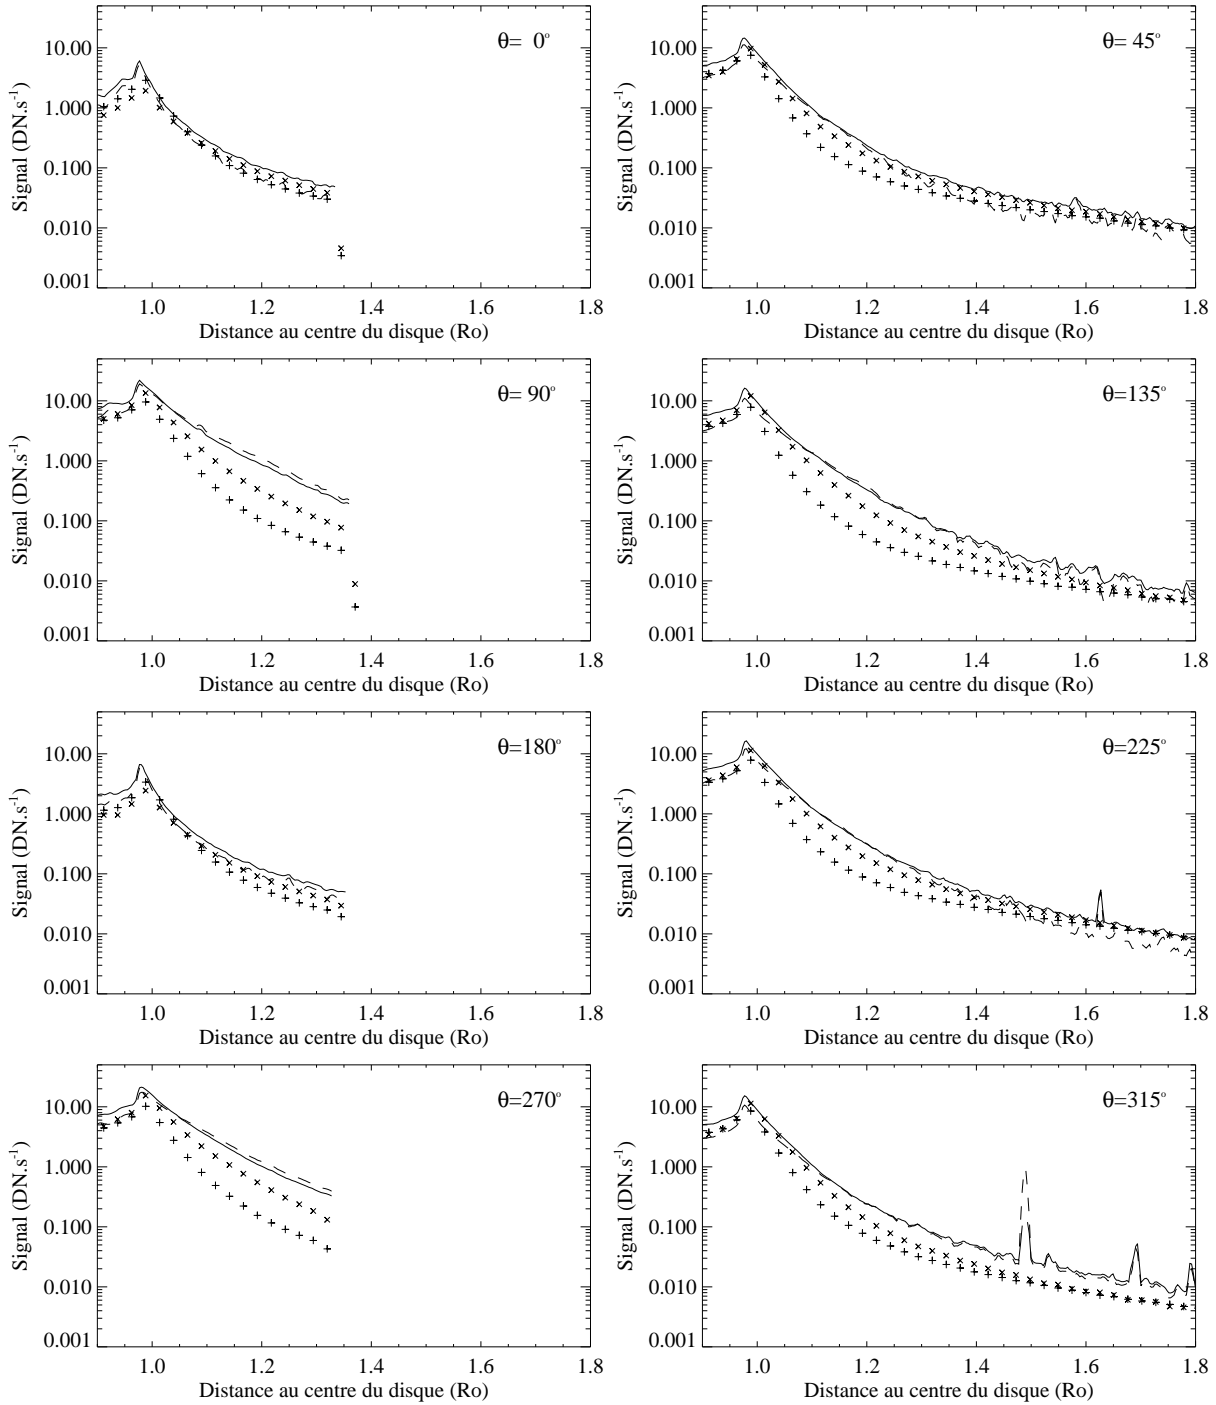 θ= 0°
Signal (DN.s⁻¹)
10.00
1.000
0.100
0.010
0.001
1.0 1.2 1.4 1.6 1.8
Distance au centre du disque (Ro)
θ= 45°
Signal (DN.s⁻¹)
10.00
1.000
0.100
0.010
0.001
1.0 1.2 1.4 1.6 1.8
Distance au centre du disque (Ro)
θ= 90°
Signal (DN.s⁻¹)
10.00
1.000
0.100
0.010
0.001
1.0 1.2 1.4 1.6 1.8
Distance au centre du disque (Ro)
θ=135°
Signal (DN.s⁻¹)
10.00
1.000
0.100
0.010
0.001
1.0 1.2 1.4 1.6 1.8
Distance au centre du disque (Ro)
θ=180°
Signal (DN.s⁻¹)
10.00
1.000
0.100
0.010
0.001
1.0 1.2 1.4 1.6 1.8
Distance au centre du disque (Ro)
θ=225°
Signal (DN.s⁻¹)
10.00
1.000
0.100
0.010
0.001
1.0 1.2 1.4 1.6 1.8
Distance au centre du disque (Ro)
θ=270°
Signal (DN.s⁻¹)
10.00
1.000
0.100
0.010
0.001
1.0 1.2 1.4 1.6 1.8
Distance au centre du disque (Ro)
θ=315°
Signal (DN.s⁻¹)
10.00
1.000
0.100
0.010
0.001
1.0 1.2 1.4 1.6 1.8
Distance au centre du disque (Ro)